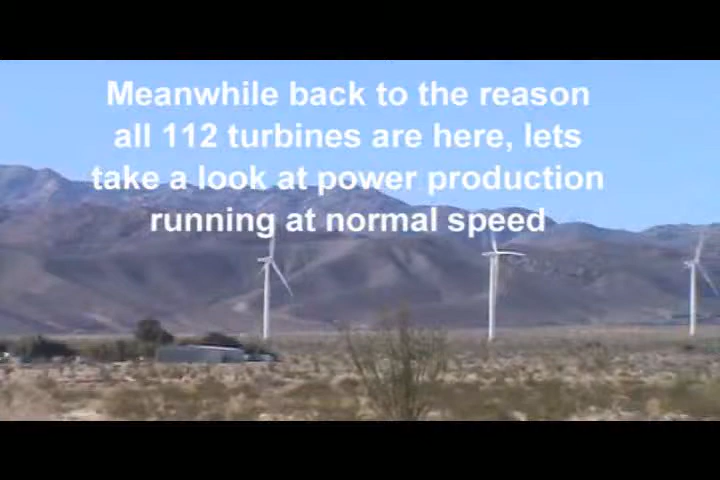 Meanwhile back to the reason
all 112 turbines are here, lets
take a look at power production
running at normal speed